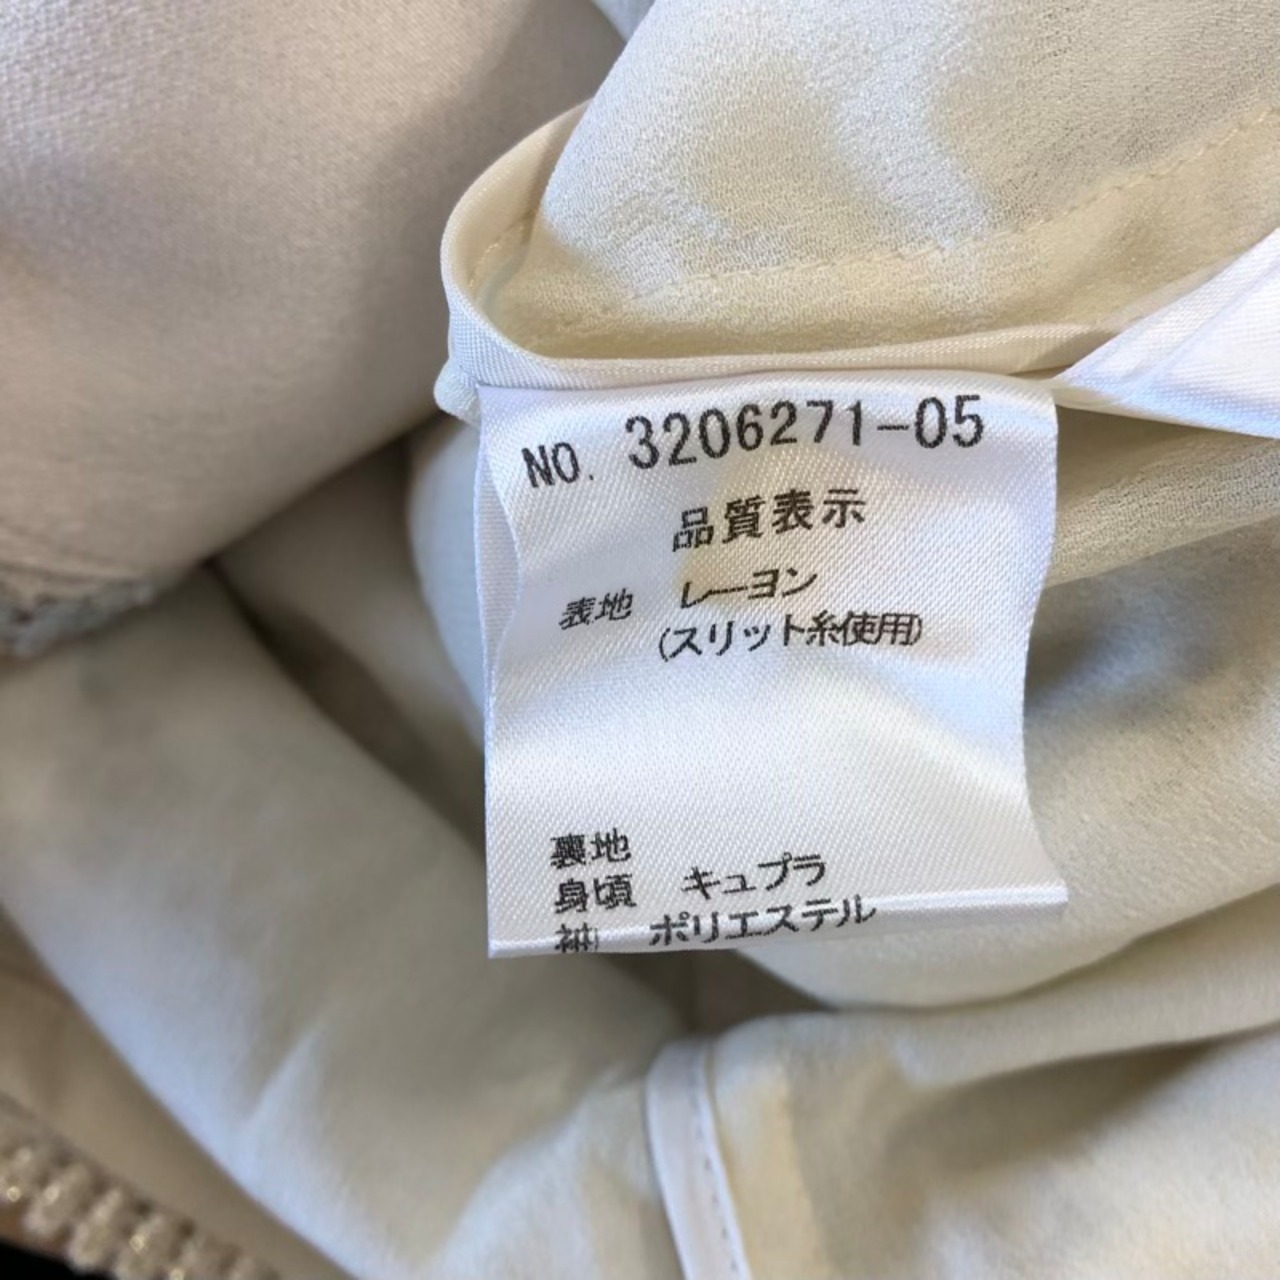 NO. 3206271-05
品質表示
表地 レーヨン
(スリット糸使用)
裏地
身頃 キュプラ
袖 ポリエステル